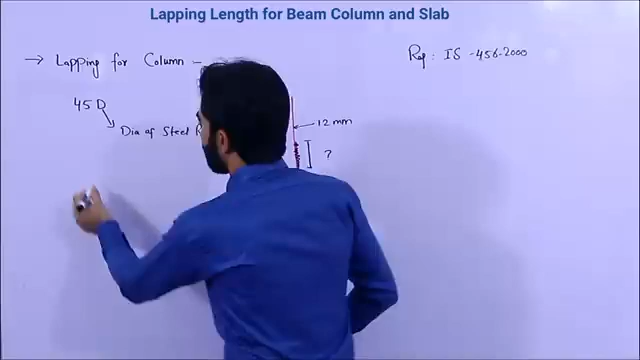 Lapping Length for Beam Column and Slab
→ Lapping for Column -
Ref : IS -456-2000
45 D
Dia of Steel
12 mm
?